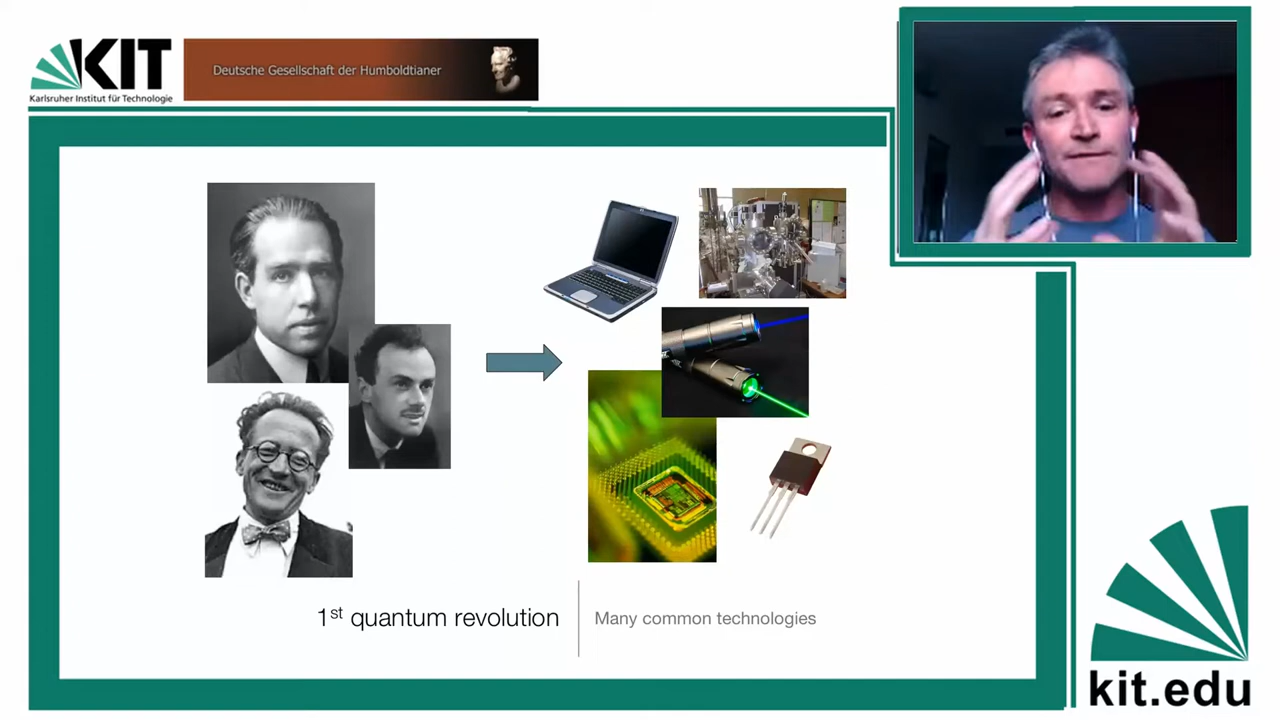 KIT
Karlsruher Institut für Technologie
Deutsche Gesellschaft der Humboldtianer
1st quantum revolution
Many common technologies
kit.edu